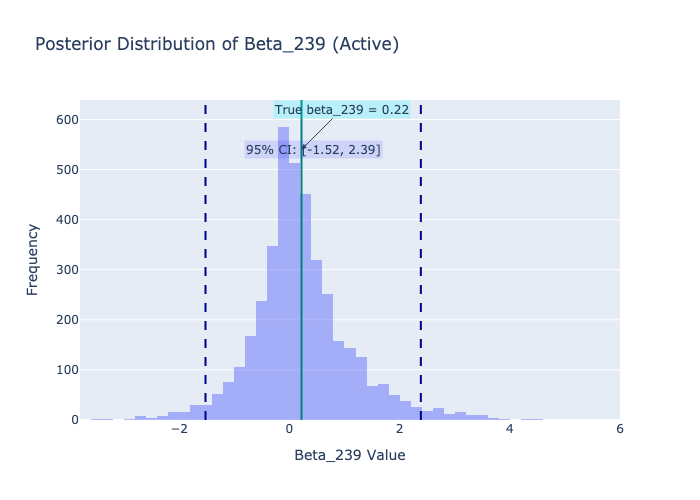 Posterior Distribution of Beta_239 (Active)
True beta_239 = 0.22
95% CI: [-1.52, 2.39]
600
500
400
300
200
100
0
Frequency
−2
0
2
4
6
Beta_239 Value